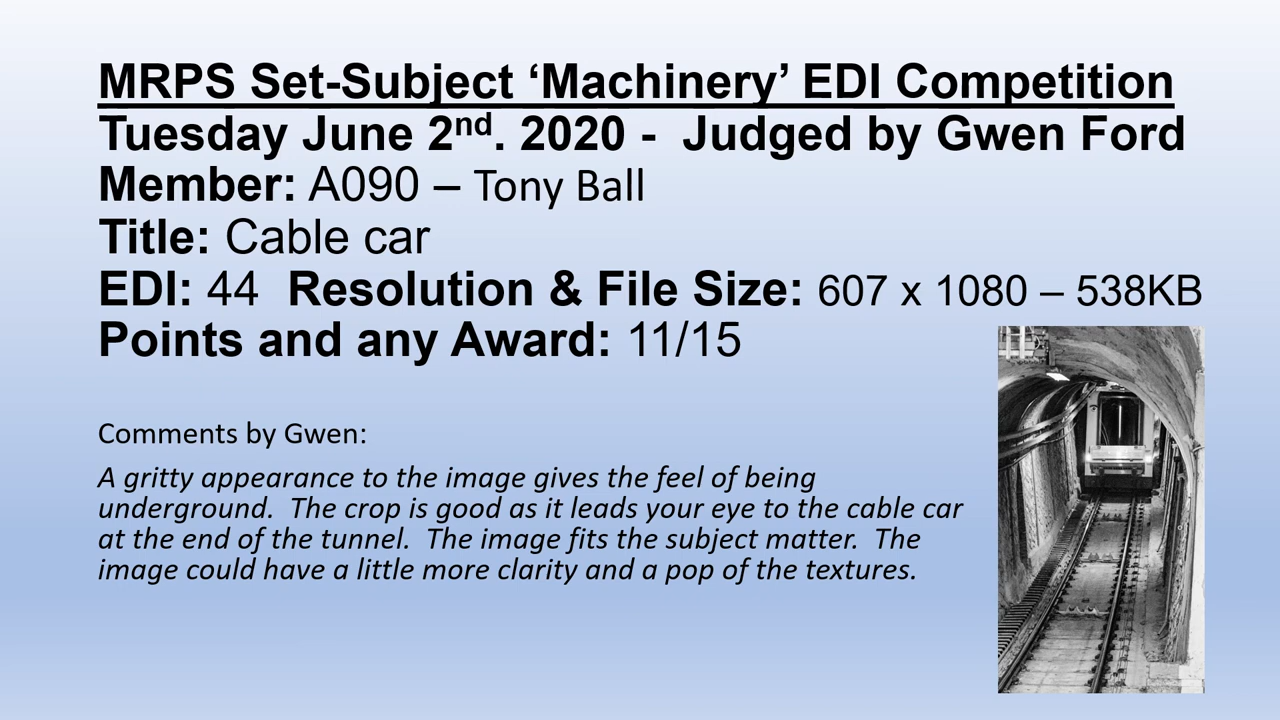 MRPS Set-Subject ‘Machinery’ EDI Competition
Tuesday June 2nd. 2020 -  Judged by Gwen Ford
Member: A090 – Tony Ball
Title: Cable car
EDI: 44  Resolution & File Size: 607 x 1080 – 538KB
Points and any Award: 11/15
Comments by Gwen:
A gritty appearance to the image gives the feel of being
underground.  The crop is good as it leads your eye to the cable car
at the end of the tunnel.  The image fits the subject matter.  The
image could have a little more clarity and a pop of the textures.